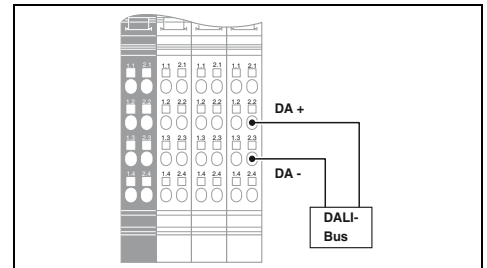 1.1 2.1 1.1 2.1 1.1 2.1 1.1 2.1
1.2 2.2 1.2 2.2 1.2 2.2 1.2 2.2
DA +
1.3 2.3 1.3 2.3 1.3 2.3 1.3 2.3
1.4 2.4 1.4 2.4 1.4 2.4 1.4 2.4
DA -
DALI-
Bus